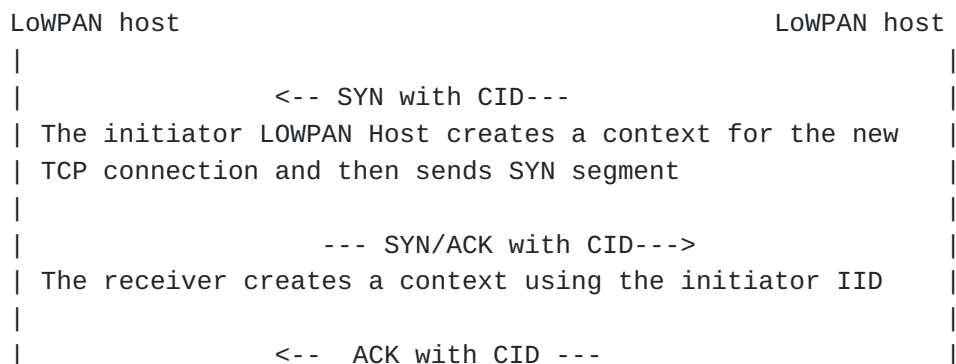 LoWPAN host                                     LoWPAN host
|                                                         |
|               <-- SYN with CID---                       |
| The initiator LOWPAN Host creates a context for the new |
| TCP connection and then sends SYN segment               |
|                                                         |
|                  --- SYN/ACK with CID--->               |
| The receiver creates a context using the initiator IID  |
|                                                         |
|               <--  ACK with CID ---                     |